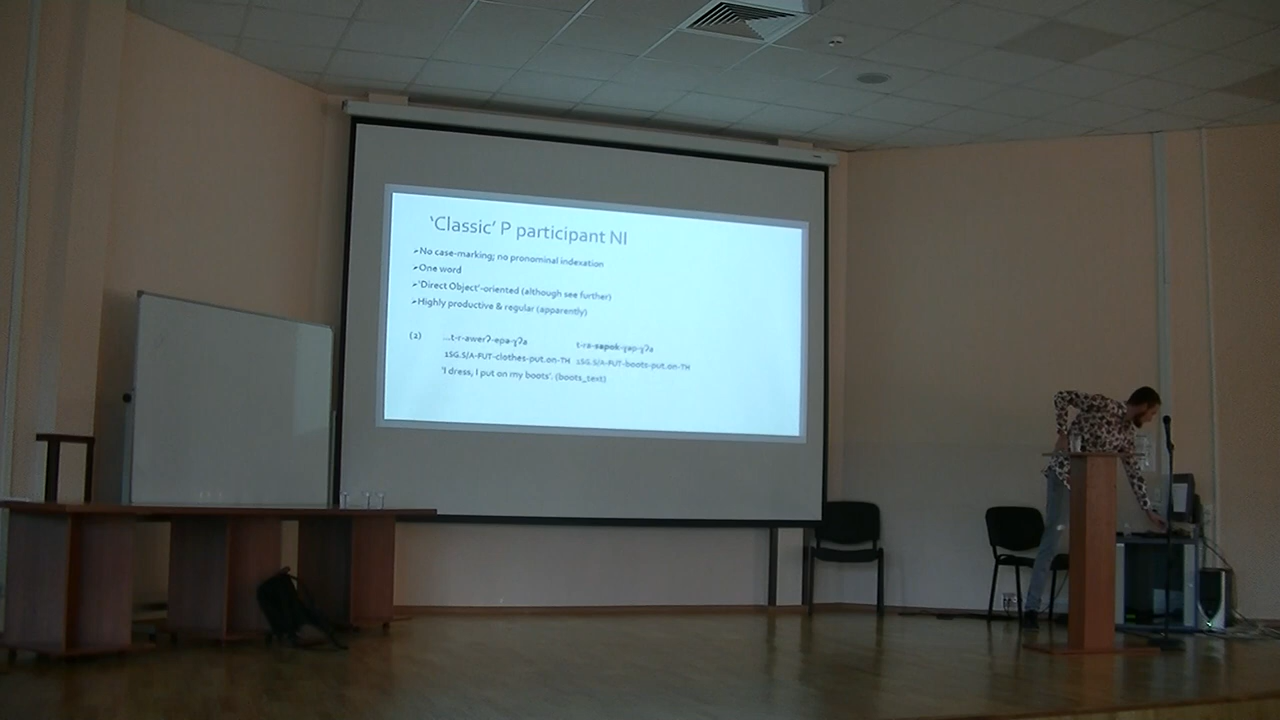 ‘Classic’ P participant NI
➢No case-marking; no pronominal indexation
➢One word
➢‘Direct Object’-oriented (although see further)
➢Highly productive & regular (apparently)
(2) …t-r-awerʔ-epə-ɣʔa t-ra-sapok-ɣəp-ɣʔa
1SG.S/A-FUT-clothes-put.on-TH 1SG.S/A-FUT-boots-put.on-TH
‘I dress, I put on my boots’. (boots_text)